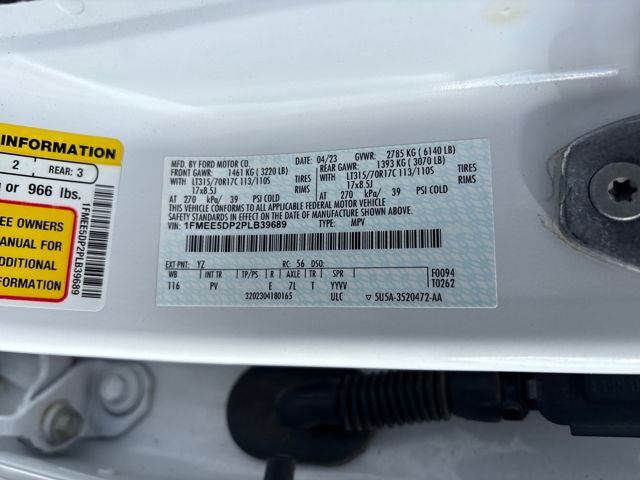 INFORMATION
2 REAR: 3
or 966 lbs.
EE OWNERS
MANUAL FOR
ADDITIONAL
INFORMATION
1FMEE5DP2PLB39689
MFD. BY FORD MOTOR CO.
FRONT GAWR: 1461 KG ( 3220 LB)
WITH LT315/70R17C 113/110S TIRES
17x8.5J RIMS
AT 270 kPa/ 39 PSI COLD
04/23 GVWR: 2785 KG ( 6140 LB)
REAR GAWR: 1393 KG ( 3070 LB)
WITH LT315/70R17C 113/110S TIRES
17x8.5J RIMS
AT 270 kPa/ 39 PSI COLD
THIS VEHICLE CONFORMS TO ALL APPLICABLE FEDERAL MOTOR VEHICLE
SAFETY AND THEFT PREVENTION STANDARDS IN EFFECT ON THE DATE OF MANUFACTURE SHOWN ABOVE.
VIN: 1FMEE5DP2PLB39689 TYPE: MPV
EXT PNT: YZ RC: 56 DSO:
WB INT TR TP/PS R AXLE TR SPR
116 PV E 7L T YYVV
F0094
T0262
3202304180165 ULC 5U5A-3520472-AA